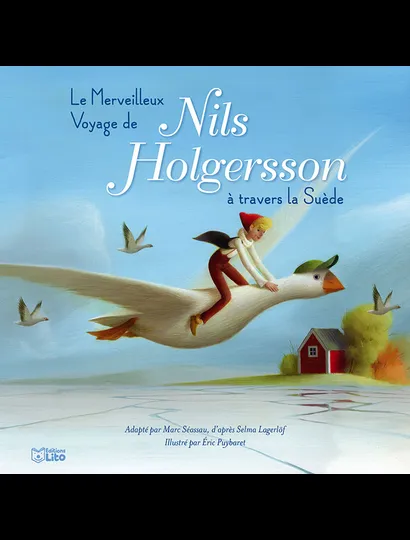 Le Merveilleux
Voyage de
Nils
Holgersson
à travers la Suède
Adapté par Marc Séassau, d'après Selma Lagerlöf
Illustré par Éric Puybaret
Éditions
Lito